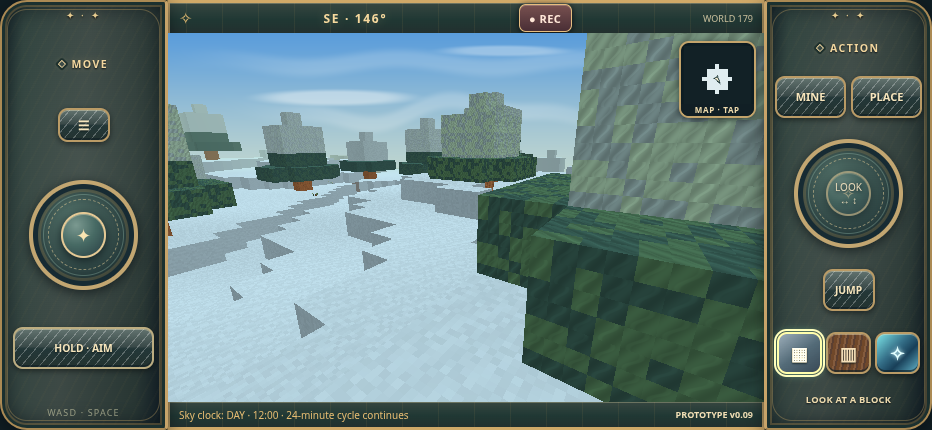 MOVE
☰
HOLD · AIM
WASD · SPACE
SE · 146°
● REC
WORLD 179
MAP · TAP
Sky clock: DAY · 12:00 · 24-minute cycle continues
PROTOTYPE v0.09
ACTION
MINE
PLACE
LOOK
↔ ↕
JUMP
LOOK AT A BLOCK